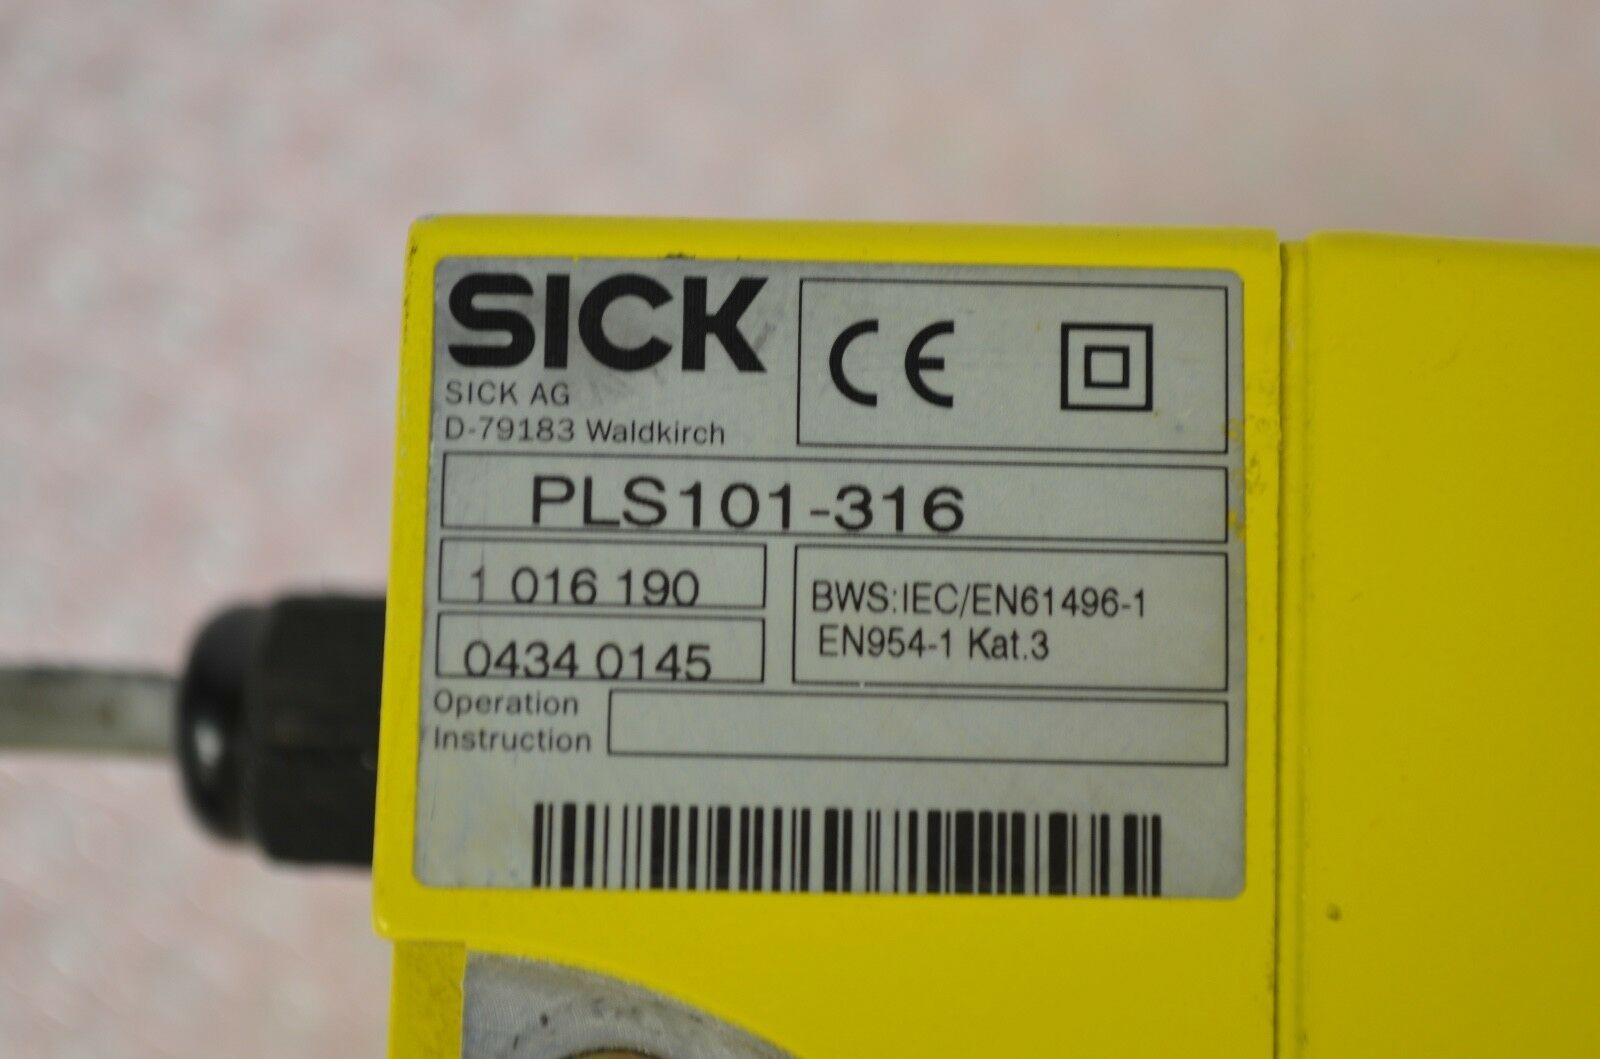 SICK
SICK AG
D-79183 Waldkirch
CE
PLS101-316
1 016 190
0434 0145
BWS:IEC/EN61496-1
EN954-1 Kat.3
Operation
Instruction